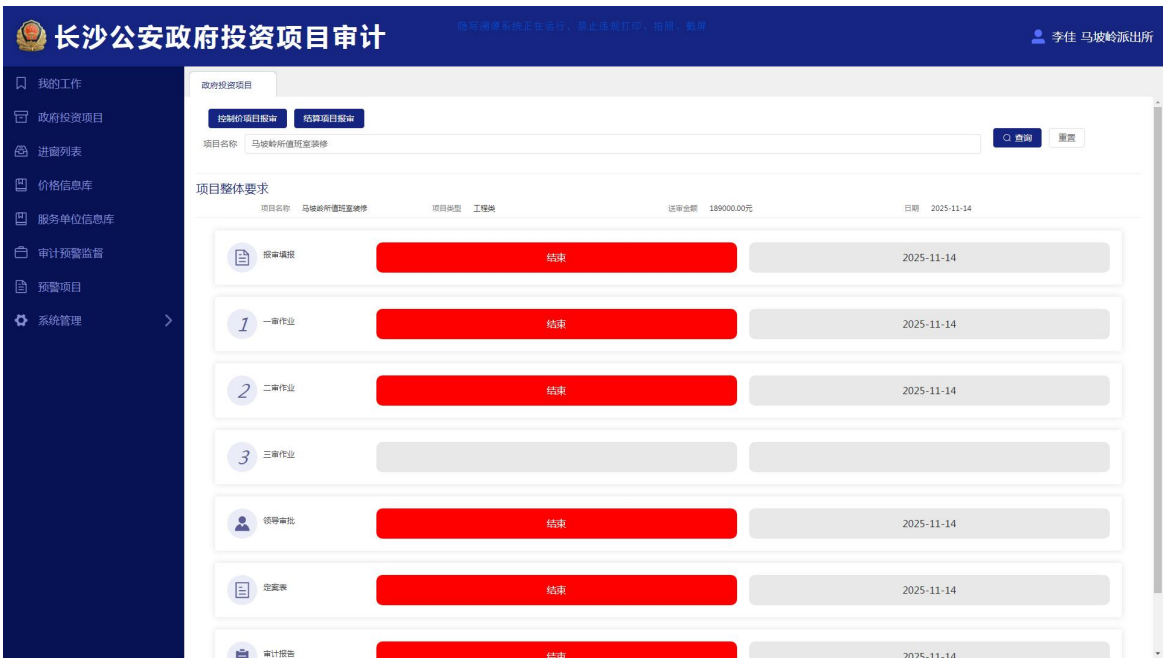 长沙公安政府投资项目审计
隐写溯源系统正在运行，禁止违规打印、拍照、截屏
李佳 马坡岭派出所
我的工作
政府投资项目
进窗列表
价格信息库
服务单位信息库
审计预警监督
预警项目
系统管理
政府投资项目
控制价项目报审 结算项目报审
项目名称 马坡岭所值班室装修 查询 重置
项目整体要求
项目名称 马坡岭所值班室装修 项目类型 工程类 送审金额 189000.00元 日期 2025-11-14
报审填报 结束 2025-11-14
1 一审作业 结束 2025-11-14
2 二审作业 结束 2025-11-14
3 三审作业
领导审批 结束 2025-11-14
定案表 结束 2025-11-14
审计报告 结束 2025-11-14